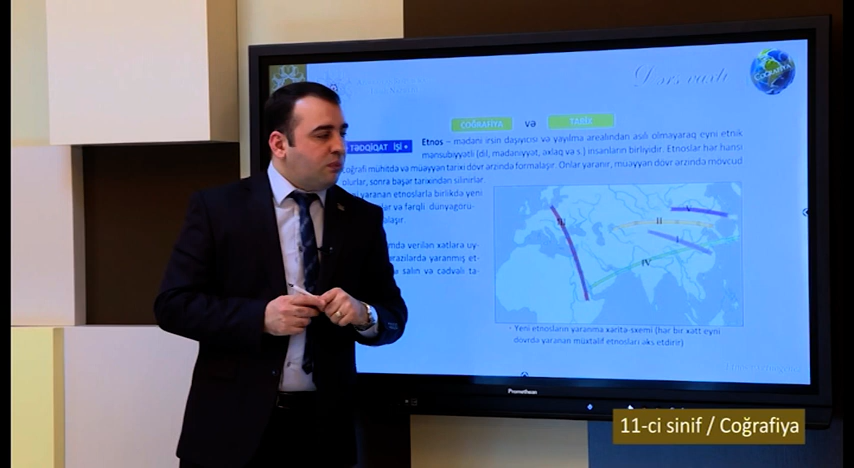 Dərs vaxtı
COĞRAFİYA
COĞRAFİYA və TARİX
TƏDQİQAT İŞİ
Etnos – mədəni irsin daşıyıcısı və yayılma arealından asılı olmayaraq eyni etnik
mənsubiyyətli (dil, mədəniyyət, əxlaq və s.) insanların birliyidir. Etnoslar hər hansı
coğrafi mühitdə və müəyyən tarixi dövr ərzində formalaşır. Onlar yaranır, müəyyən dövr ərzində mövcud
olurlar, sonra bəşər tarixindən silinirlər.
yaranan etnoslarla birlikdə yeni
və fərqli dünyagörü-
verilən xətlərə uy-
ərazilərdə yaranmış et-
salın və cədvəli ta-
III
V
II
I
IV
Yeni etnosların yaranma xəritə-sxemi (hər bir xətt eyni
dövrdə yaranan müxtəlif etnosları əks etdirir)
Promethean
11-ci sinif / Coğrafiya